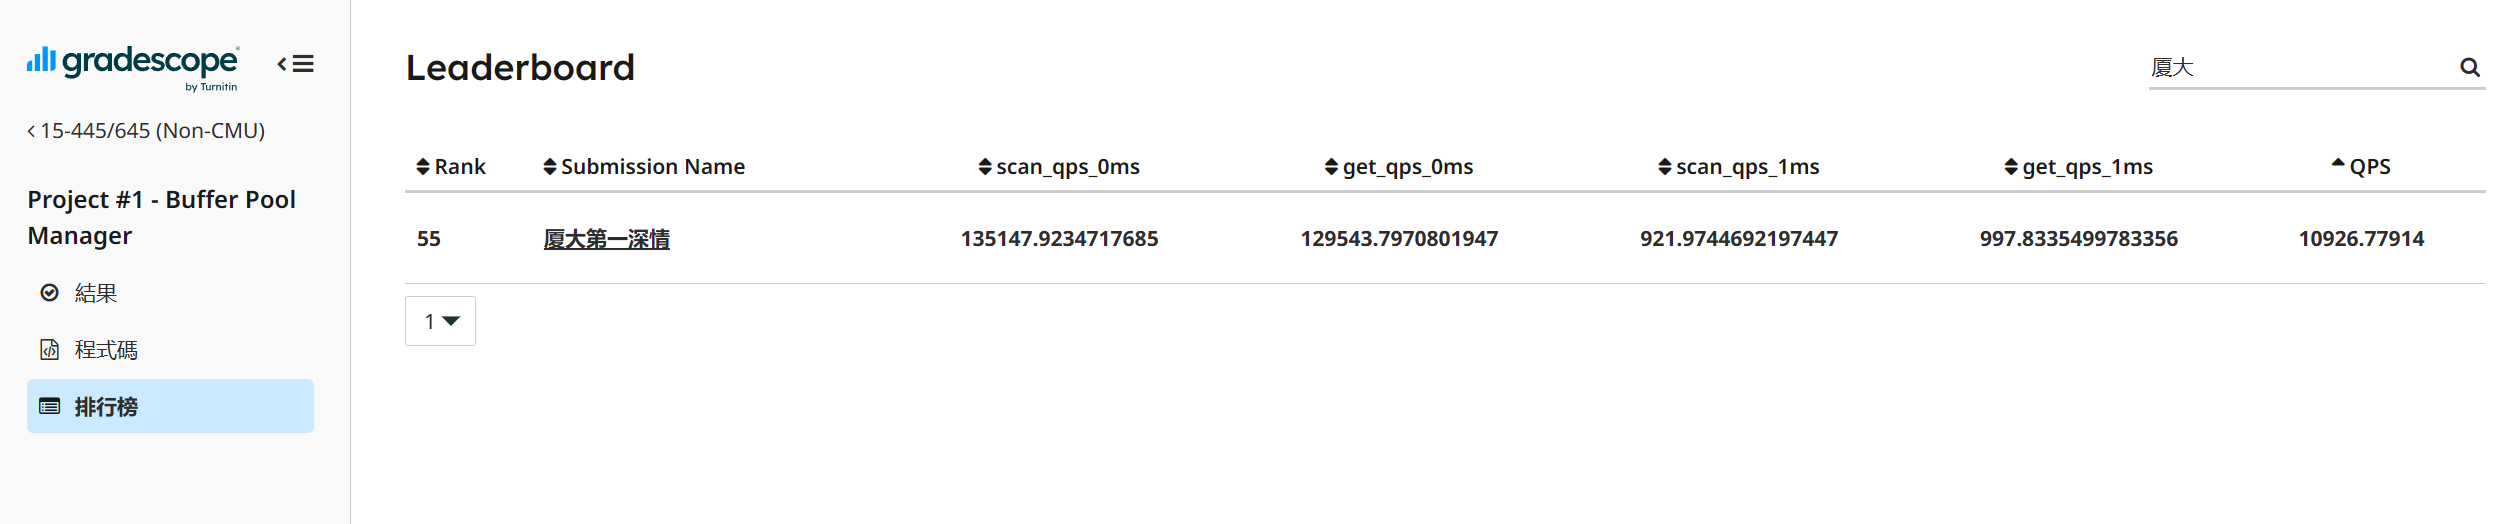 gradescope
by Turnitin
15-445/645 (Non-CMU)
Project #1 - Buffer Pool
Manager
結果
程式碼
排行榜
Leaderboard
厦大
Rank Submission Name scan_qps_0ms get_qps_0ms scan_qps_1ms get_qps_1ms QPS
55 厦大第一深情 135147.9234717685 129543.7970801947 921.9744692197447 997.8335499783356 10926.77914
1